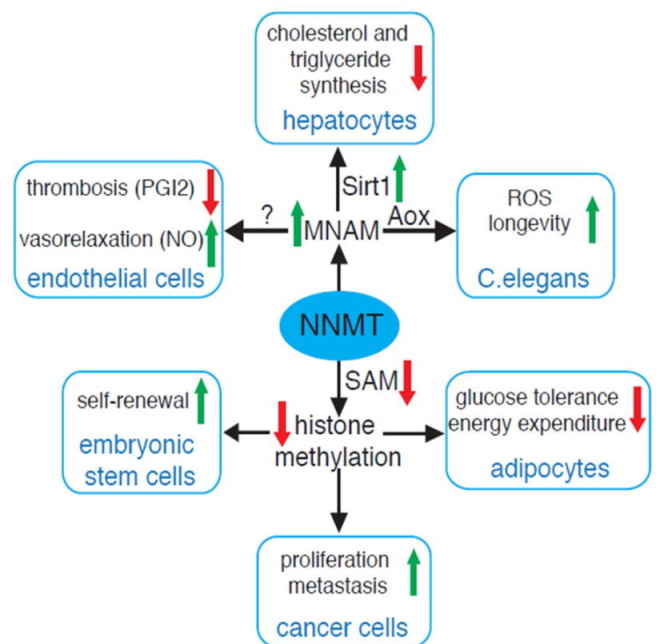 cholesterol and
triglyceride
synthesis
hepatocytes
thrombosis (PGI2)
vasorelaxation (NO)
endothelial cells
?
Sirt1
MNAM
Aox
ROS
longevity
C.elegans
NNMT
SAM
self-renewal
embryonic
stem cells
histone
methylation
glucose tolerance
energy expenditure
adipocytes
proliferation
metastasis
cancer cells